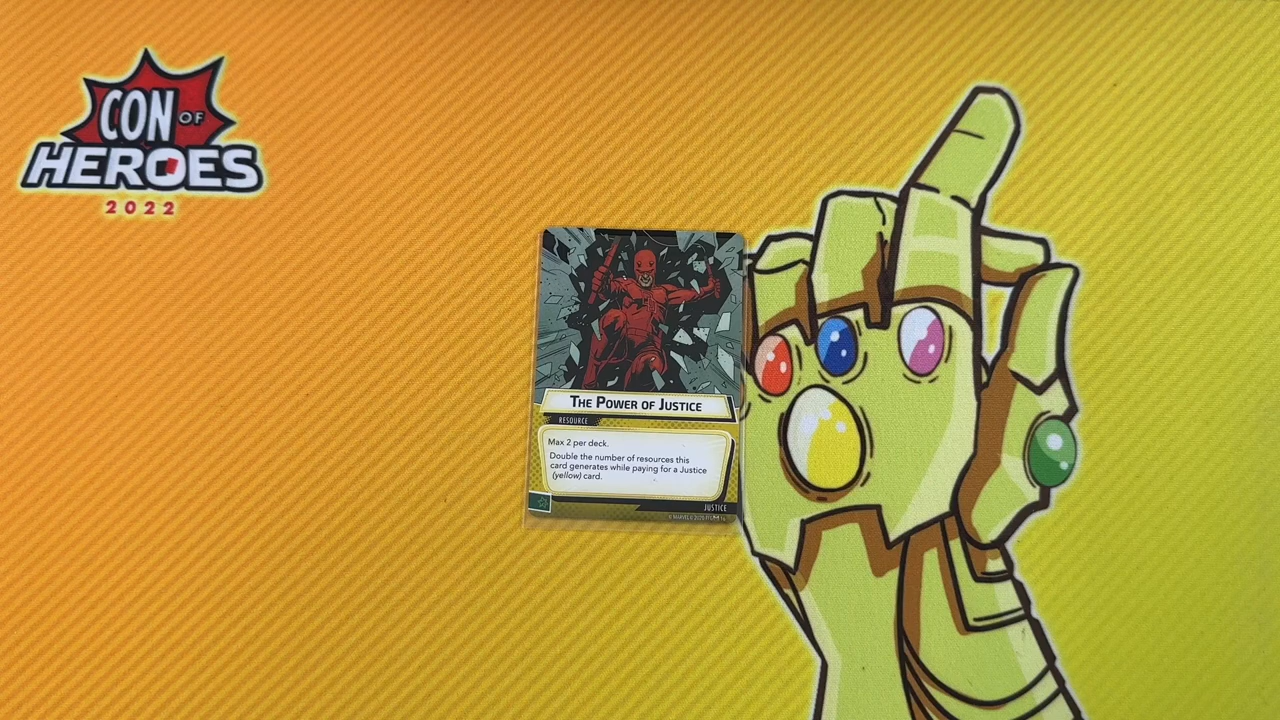 CON OF
HEROES
2022
THE POWER OF JUSTICE
RESOURCE
Max 2 per deck.
Double the number of resources this
card generates while paying for a Justice
(yellow) card.
JUSTICE